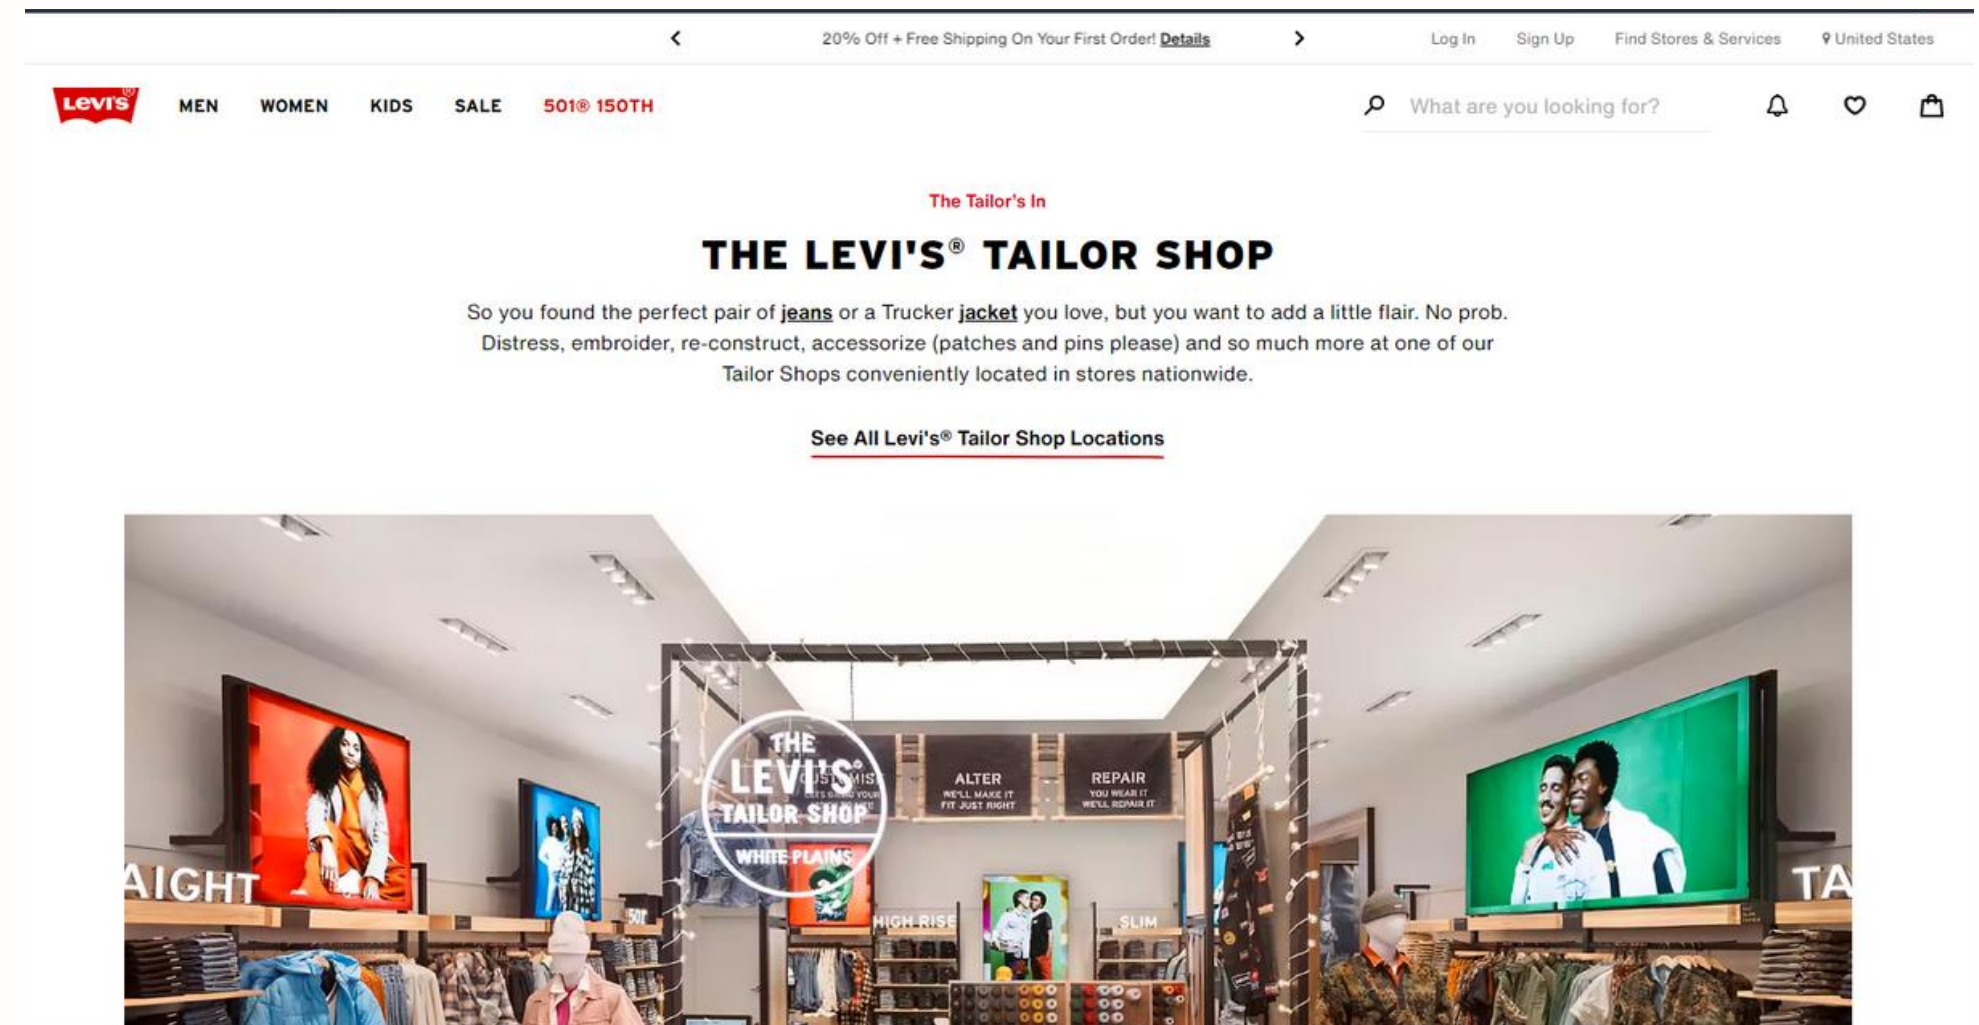 20% Off + Free Shipping On Your First Order! Details
Log In
Sign Up
Find Stores & Services
United States
Levi's®
MEN
WOMEN
KIDS
SALE
501® 150TH
What are you looking for?
The Tailor's In
THE LEVI'S® TAILOR SHOP
So you found the perfect pair of jeans or a Trucker jacket you love, but you want to add a little flair. No prob.
Distress, embroider, re-construct, accessorize (patches and pins please) and so much more at one of our
Tailor Shops conveniently located in stores nationwide.
See All Levi's® Tailor Shop Locations
THE
LEVI'S®
TAILOR SHOP
WHITE PLAINS
ALTER
WE'LL MAKE IT
FIT JUST RIGHT
REPAIR
YOU WEAR IT
WE'LL REPAIR IT
AIGHT
501
HIGH RISE
SLIM
TA